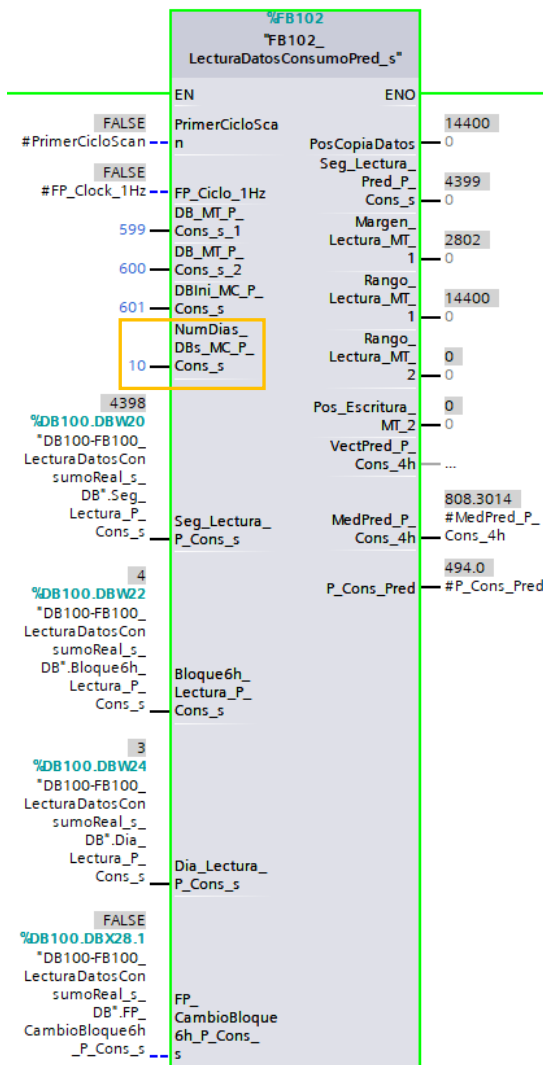 %FB102
"FB102_
LecturaDatosConsumoPred_s"
EN ENO
FALSE
#PrimerCicloScan
PrimerCicloSca
n
FALSE
#FP_Clock_1Hz
FP_Ciclo_1Hz
599
DB_MT_P_
Cons_s_1
600
DB_MT_P_
Cons_s_2
601
DBIni_MC_P_
Cons_s
10
NumDias_
DBs_MC_P_
Cons_s
4398
%DB100.DBW20
"DB100-FB100_
LecturaDatosCon
sumoReal_s_
DB".Seg_
Lectura_P_
Cons_s
Seg_Lectura_
P_Cons_s
4
%DB100.DBW22
"DB100-FB100_
LecturaDatosCon
sumoReal_s_
DB".Bloque6h_
Lectura_P_
Cons_s
Bloque6h_
Lectura_P_
Cons_s
3
%DB100.DBW24
"DB100-FB100_
LecturaDatosCon
sumoReal_s_
DB".Dia_
Lectura_P_
Cons_s
Dia_Lectura_
P_Cons_s
FALSE
%DB100.DBX28.1
"DB100-FB100_
LecturaDatosCon
sumoReal_s_
DB".FP_
CambioBloque6h
_P_Cons_s
FP_
CambioBloque
6h_P_Cons_
s
PosCopiaDatos
14400
0
Seg_Lectura_
Pred_P_
Cons_s
4399
0
Margen_
Lectura_MT_
1
2802
0
Rango_
Lectura_MT_
1
14400
0
Rango_
Lectura_MT_
2
0
0
Pos_Escritura_
MT_2
0
0
VectPred_P_
Cons_4h
...
MedPred_P_
Cons_4h
808.3014
#MedPred_P_
Cons_4h
P_Cons_Pred
494.0
#P_Cons_Pred